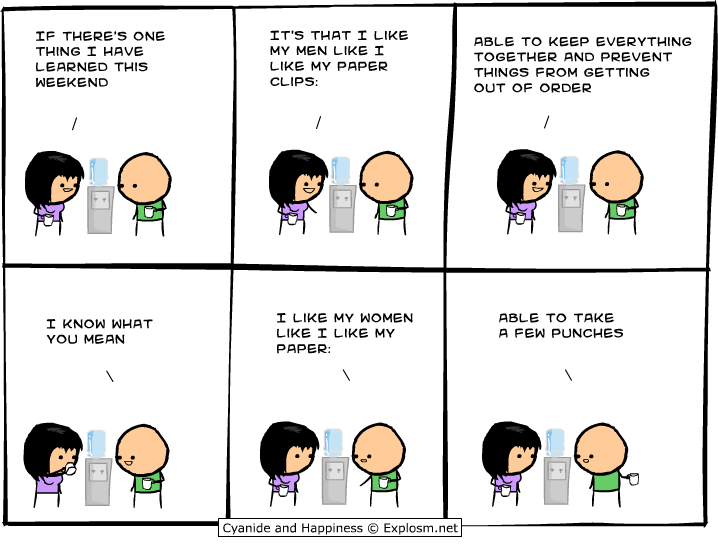 IF THERE'S ONE
THING I HAVE
LEARNED THIS
WEEKEND
IT'S THAT I LIKE
MY MEN LIKE I
LIKE MY PAPER
CLIPS:
ABLE TO KEEP EVERYTHING
TOGETHER AND PREVENT
THINGS FROM GETTING
OUT OF ORDER
I KNOW WHAT
YOU MEAN
I LIKE MY WOMEN
LIKE I LIKE MY
PAPER:
ABLE TO TAKE
A FEW PUNCHES
Cyanide and Happiness © Explosm.net